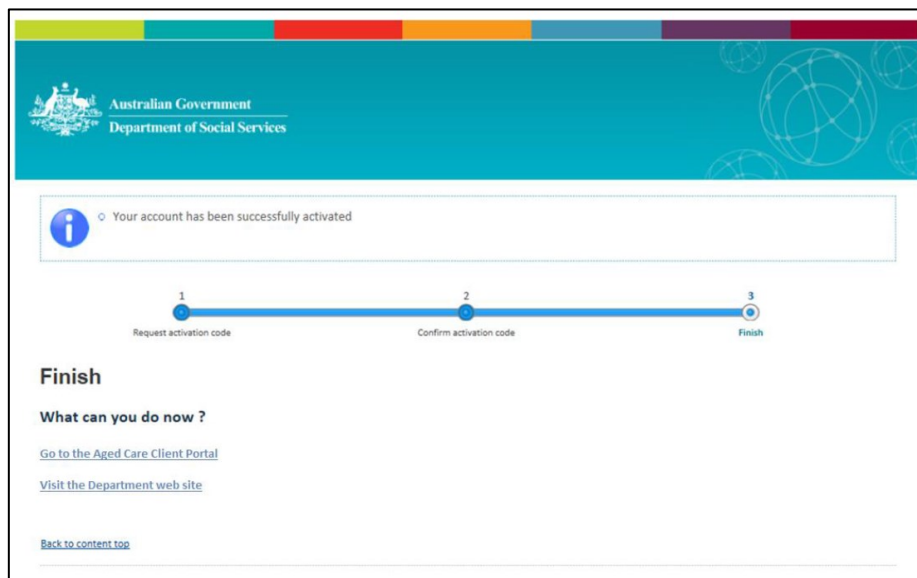 Australian Government
Department of Social Services
Your account has been successfully activated
1 2 3
Request activation code Confirm activation code Finish
Finish
What can you do now ?
Go to the Aged Care Client Portal
Visit the Department web site
Back to content top